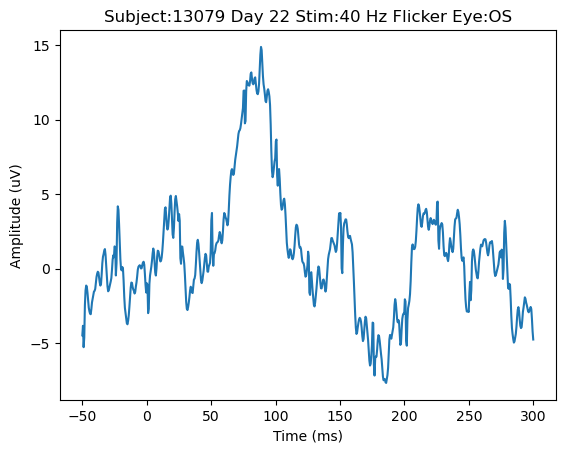 Subject:13079 Day 22 Stim:40 Hz Flicker Eye:OS
15
10
5
0
−5
Amplitude (uV)
−50 0 50 100 150 200 250 300
Time (ms)